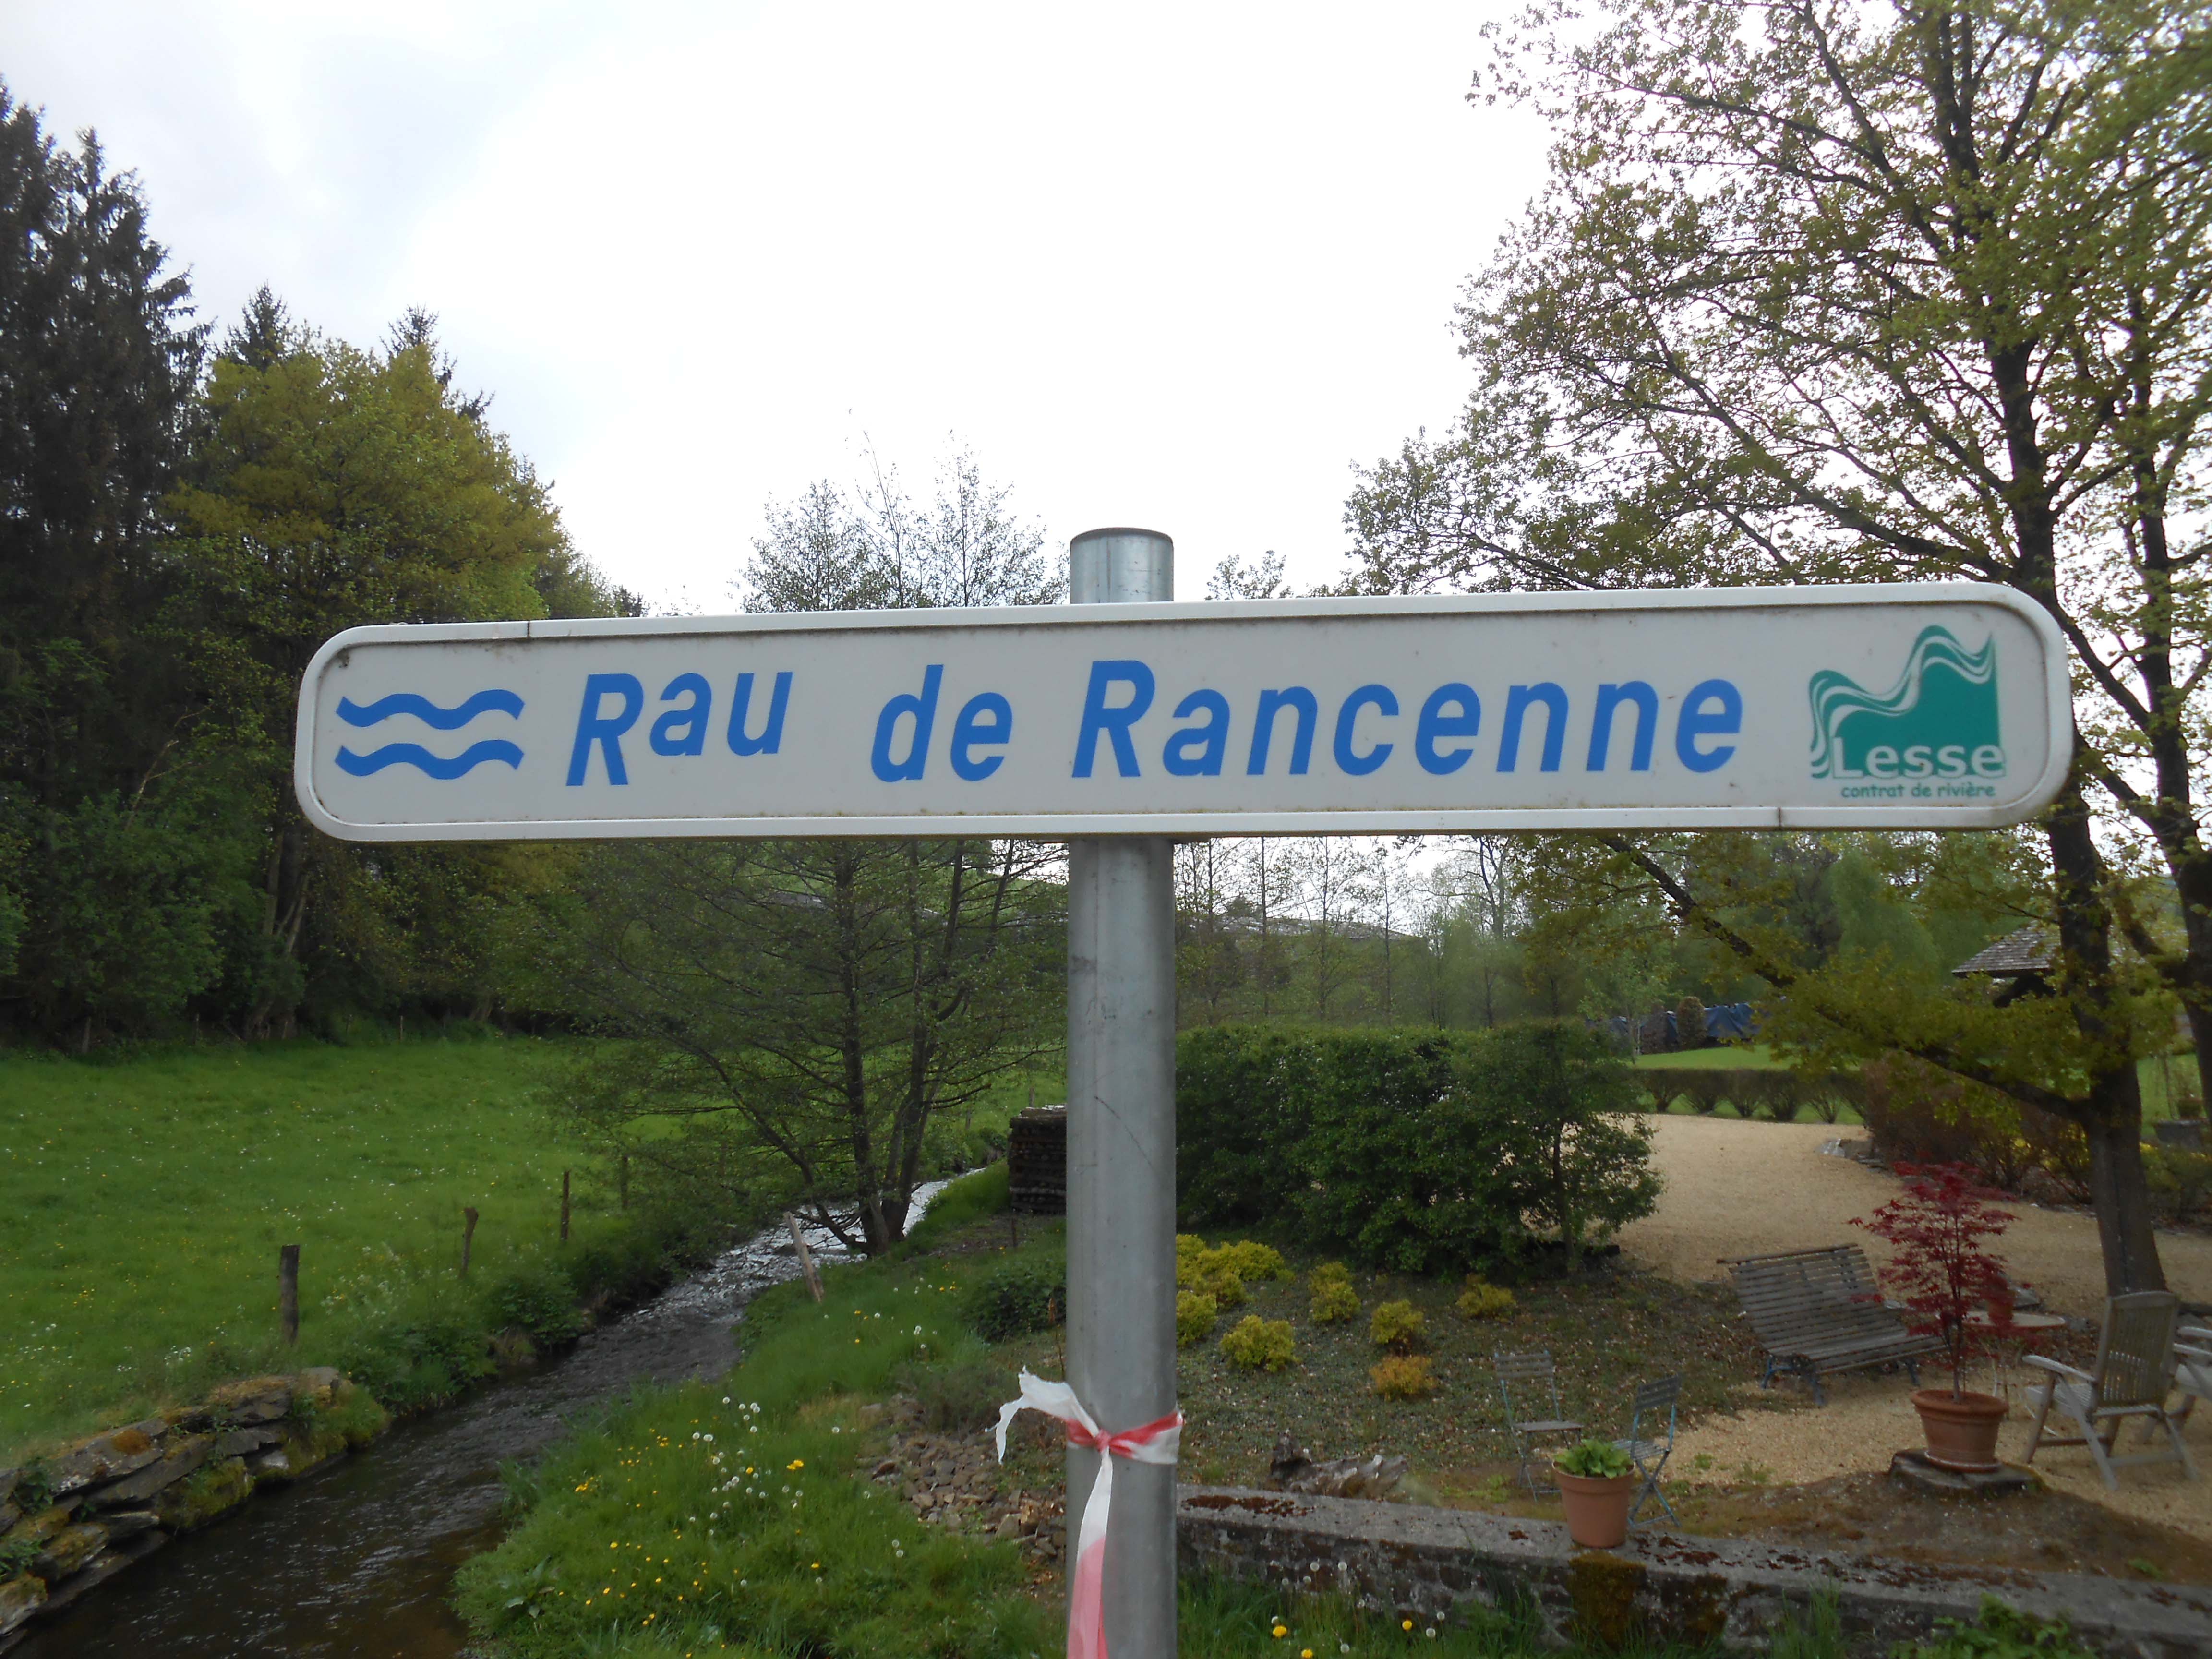 Rau de Rancenne
Lesse
contrat de rivière